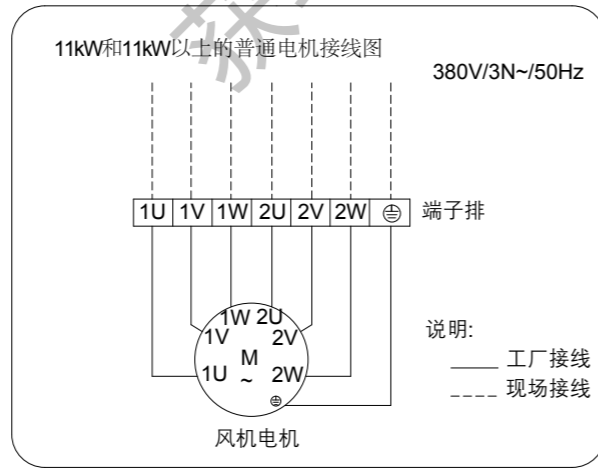 11kW和11kW以上的普通电机接线图
380V/3N~/50Hz
1U 1V 1W 2U 2V 2W
端子排
1W 2U
1V 2V
M
1U ~ 2W
说明:
工厂接线
现场接线
风机电机